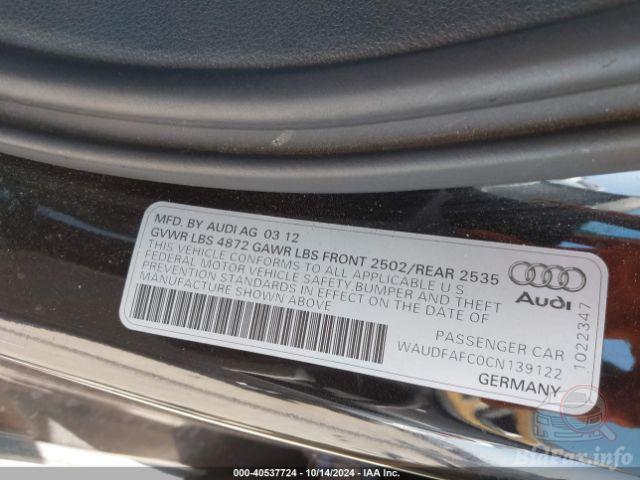 MFD. BY AUDI AG 03 12
GVWR LBS 4872 GAWR LBS FRONT 2502/REAR 2535
THIS VEHICLE CONFORMS TO ALL APPLICABLE U S
FEDERAL MOTOR VEHICLE SAFETY,BUMPER AND THEFT
PREVENTION STANDARDS IN EFFECT ON THE DATE OF
MANUFACTURE SHOWN ABOVE
Audi
PASSENGER CAR
WAUDFAFC0CN139122
GERMANY
1022347
BidFax.info
000-40537724 - 10/14/2024 - IAA Inc.